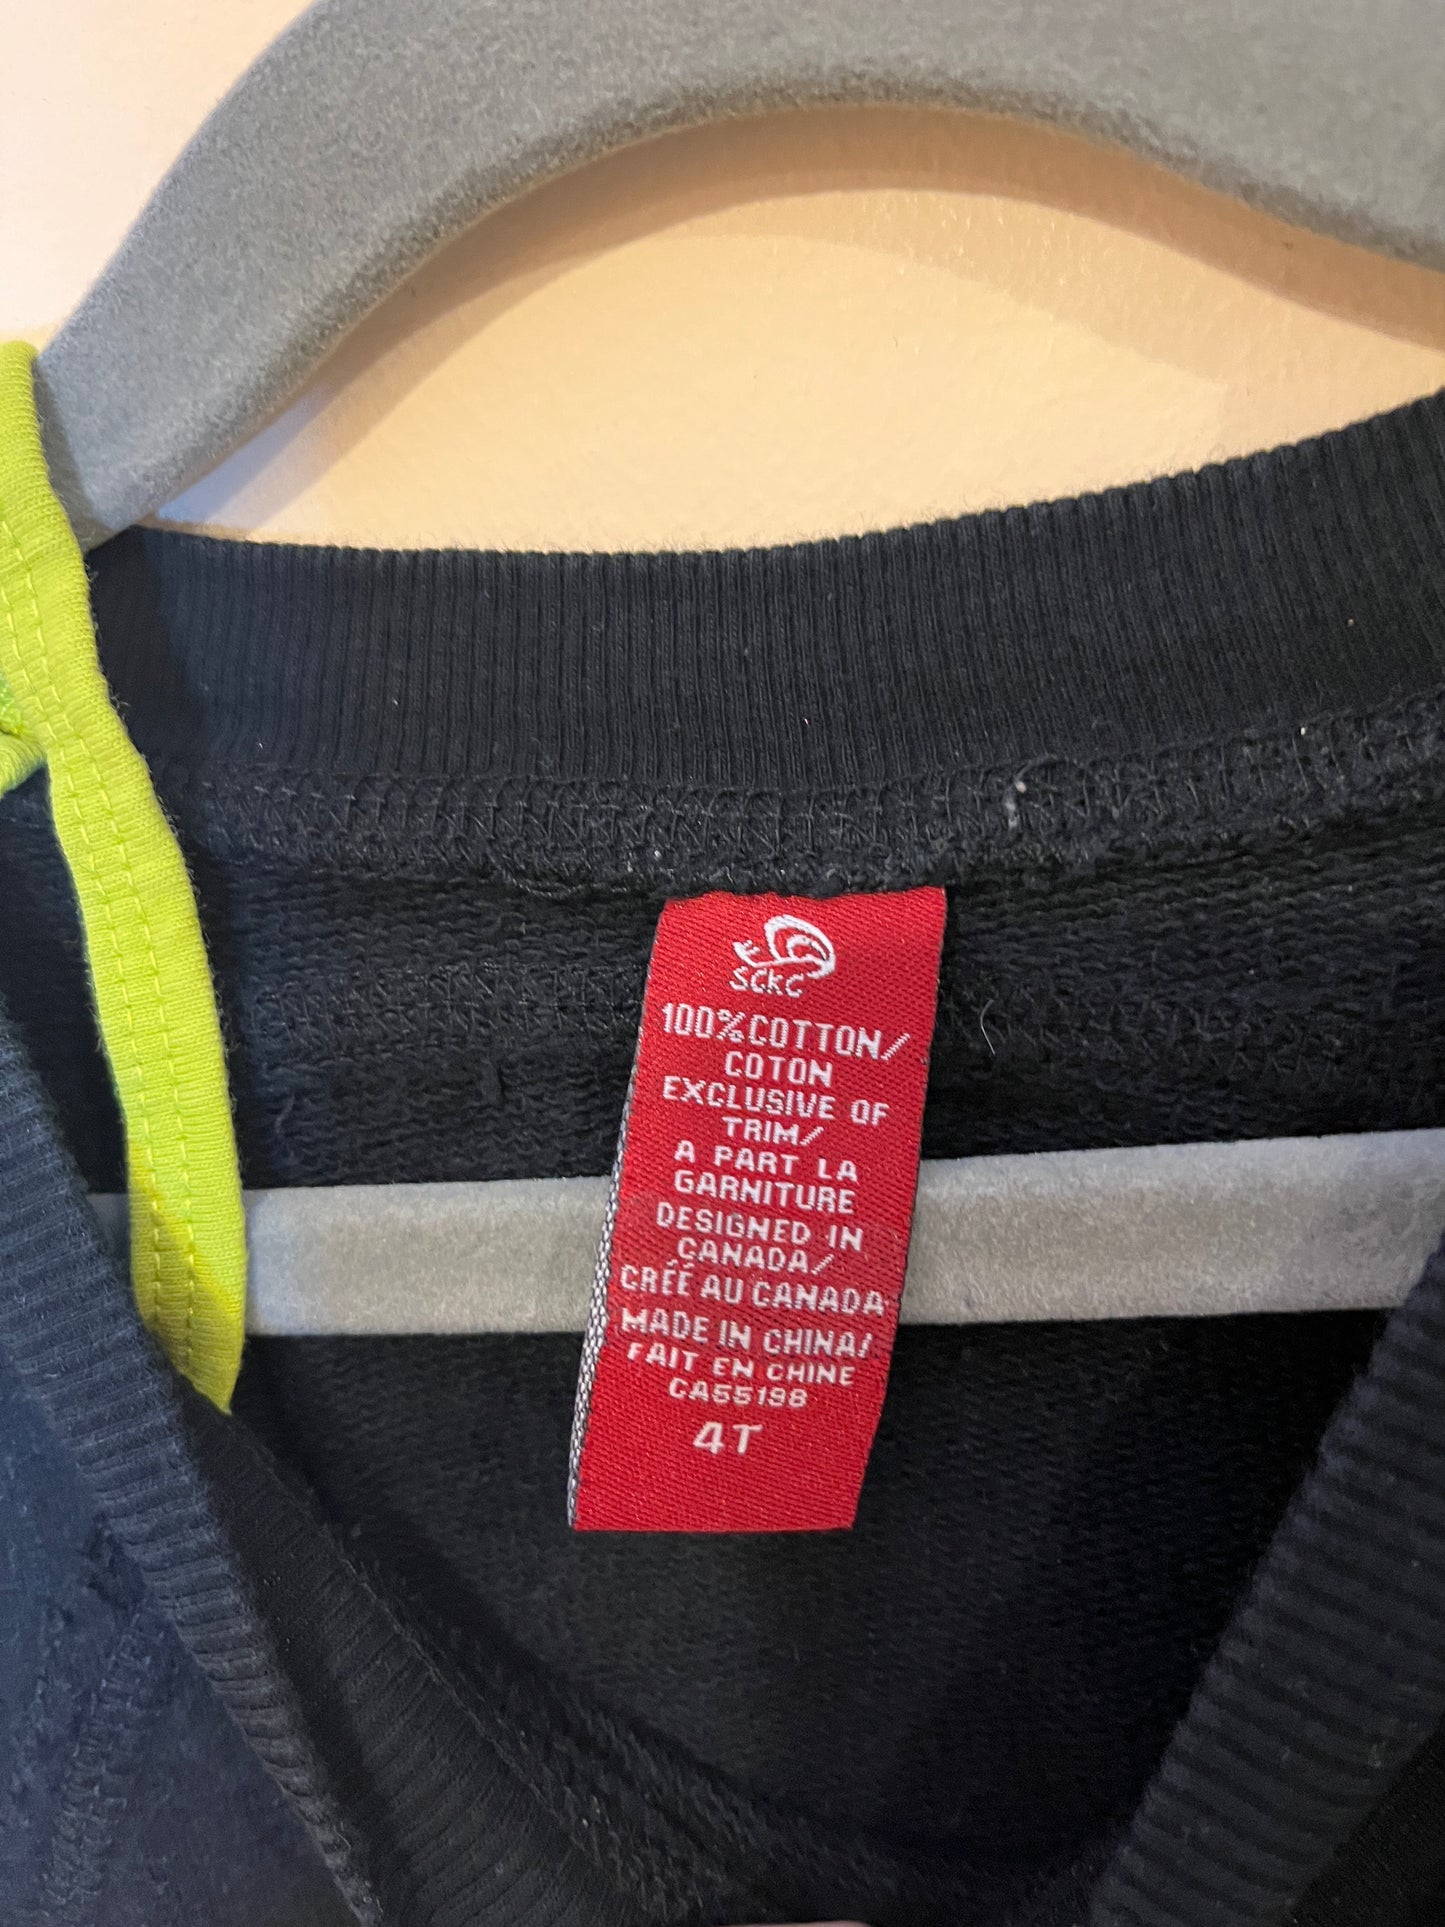 SCKC
100%COTTON/
COTON
EXCLUSIVE OF
TRIM/
A PART LA
GARNITURE
DESIGNED IN
CANADA/
CRÉÉ AU CANADA
MADE IN CHINA/
FAIT EN CHINE
CA55198
4T